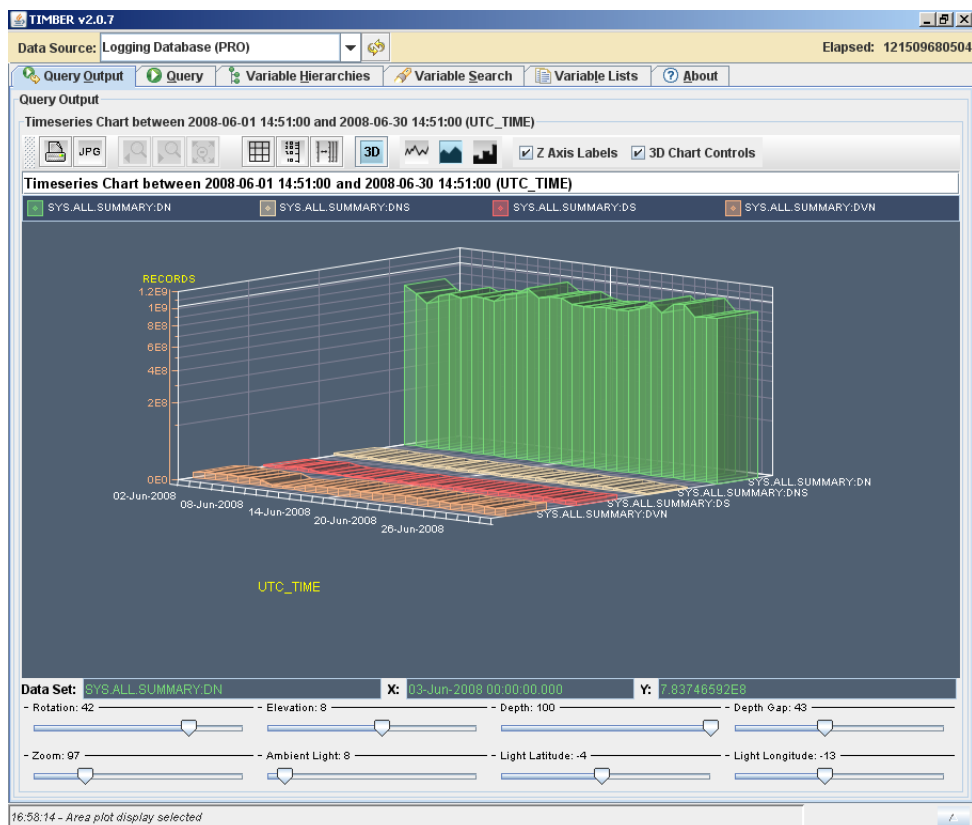 TIMBER v2.0.7
Data Source: Logging Database (PRO) Elapsed: 121509680504
Query Output Query Variable Hierarchies Variable Search Variable Lists About
Query Output
Timeseries Chart between 2008-06-01 14:51:00 and 2008-06-30 14:51:00 (UTC_TIME)
JPG 3D Z Axis Labels 3D Chart Controls
Timeseries Chart between 2008-06-01 14:51:00 and 2008-06-30 14:51:00 (UTC_TIME)
SYS.ALL.SUMMARY:DN SYS.ALL.SUMMARY:DNS SYS.ALL.SUMMARY:DS SYS.ALL.SUMMARY:DVN
RECORDS
1.2E9
1E9
8E8
6E8
4E8
2E8
0E0
02-Jun-2008
08-Jun-2008
14-Jun-2008
20-Jun-2008
26-Jun-2008
SYS.ALL.SUMMARY:DN
SYS.ALL.SUMMARY:DNS
SYS.ALL.SUMMARY:DS
SYS.ALL.SUMMARY:DVN
UTC_TIME
Data Set: SYS.ALL.SUMMARY:DN X: 03-Jun-2008 00:00:00.000 Y: 7.83746592E8
Rotation: 42 Elevation: 8 Depth: 100 Depth Gap: 43
Zoom: 97 Ambient Light: 8 Light Latitude: -4 Light Longitude: -13
16:58:14 - Area plot display selected